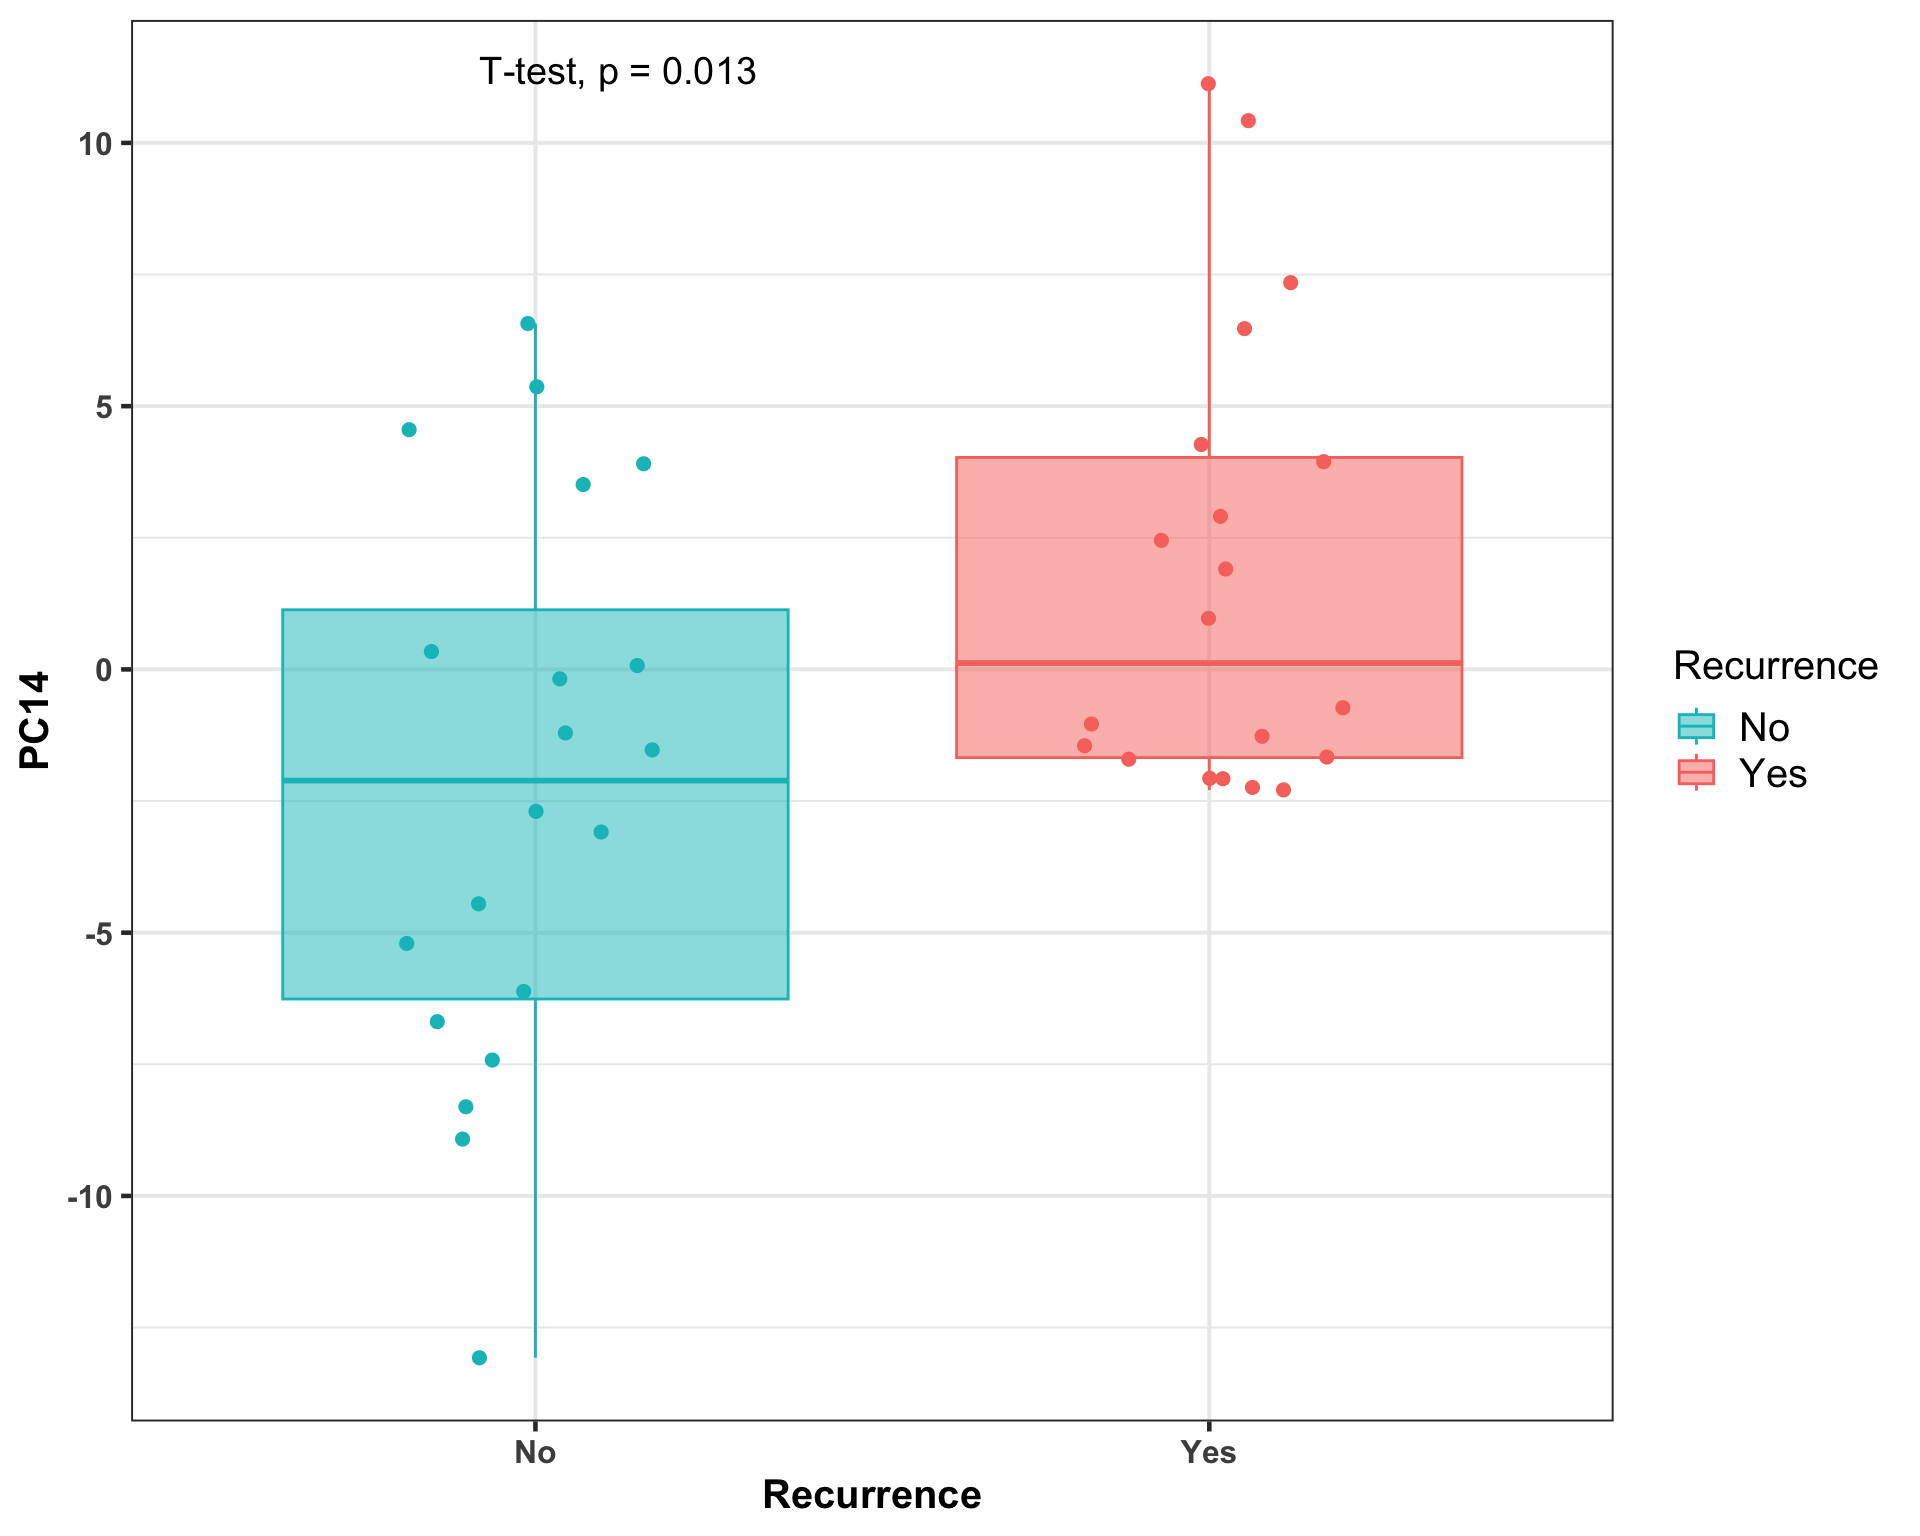 T-test, p = 0.013
10
5
0
-5
-10
PC14
No
Yes
Recurrence
Recurrence
No
Yes